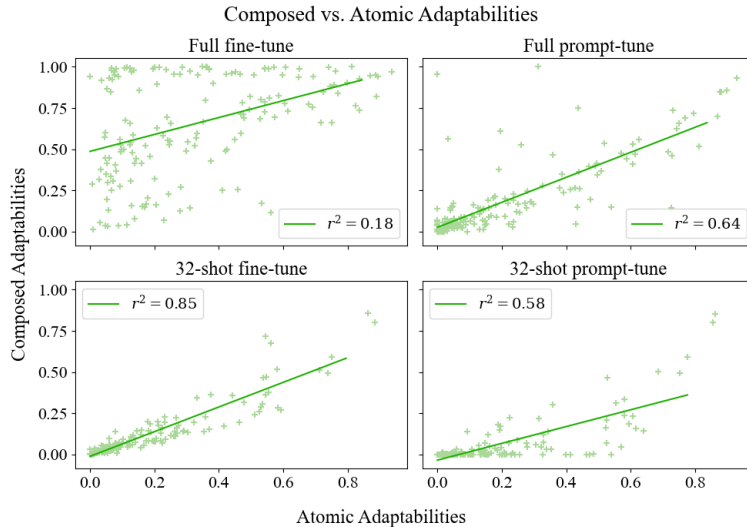 Composed vs. Atomic Adaptabilities
Full fine-tune
Full prompt-tune
1.00
0.75
0.50
0.25
0.00
r² = 0.18
r² = 0.64
Composed Adaptabilities
32-shot fine-tune
32-shot prompt-tune
1.00
0.75
0.50
0.25
0.00
r² = 0.85
r² = 0.58
0.0 0.2 0.4 0.6 0.8
0.0 0.2 0.4 0.6 0.8
Atomic Adaptabilities